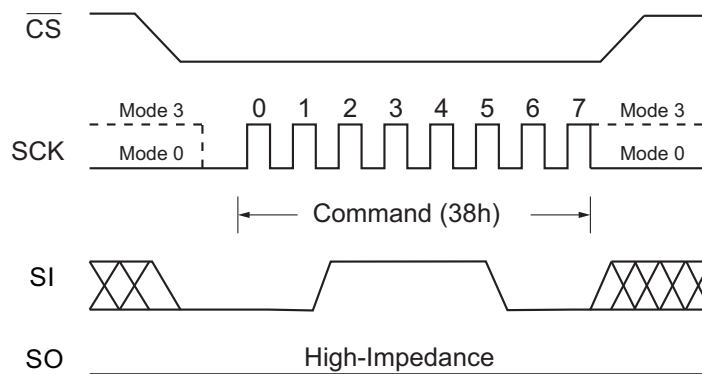 CS
0 1 2 3 4 5 6 7
Mode 3 Mode 3
SCK
Mode 0 Mode 0
Command (38h)
SI
SO
High-Impedance